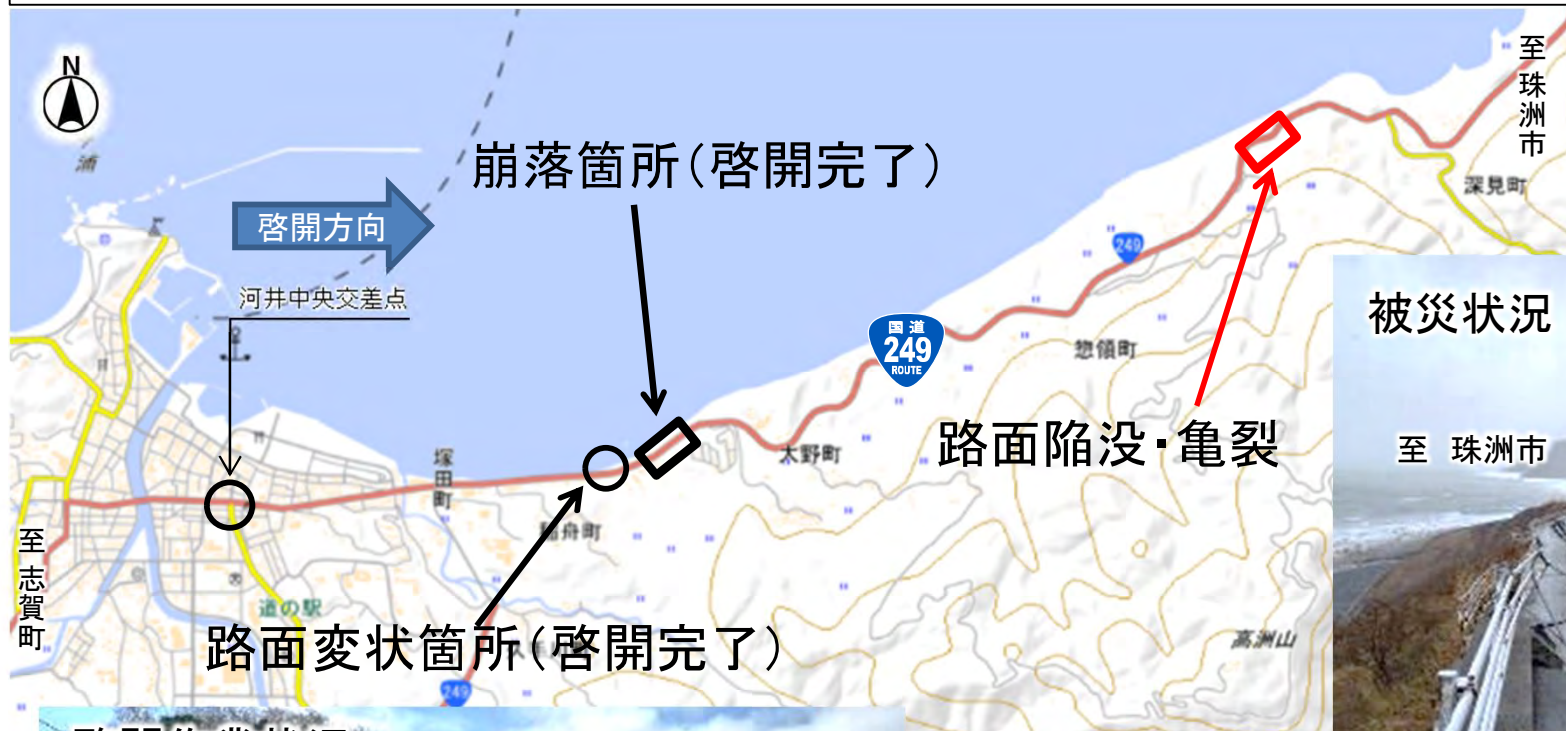 N
浦
啓開方向
崩落箇所(啓開完了)
至 珠洲市
深見町
249
河井中央交差点
国道
249
ROUTE
惣領町
被災状況
至 珠洲市
塚田町
大野町
路面陥没・亀裂
稲舟町
至 志賀町
道の駅
高洲山
路面変状箇所(啓開完了)
249